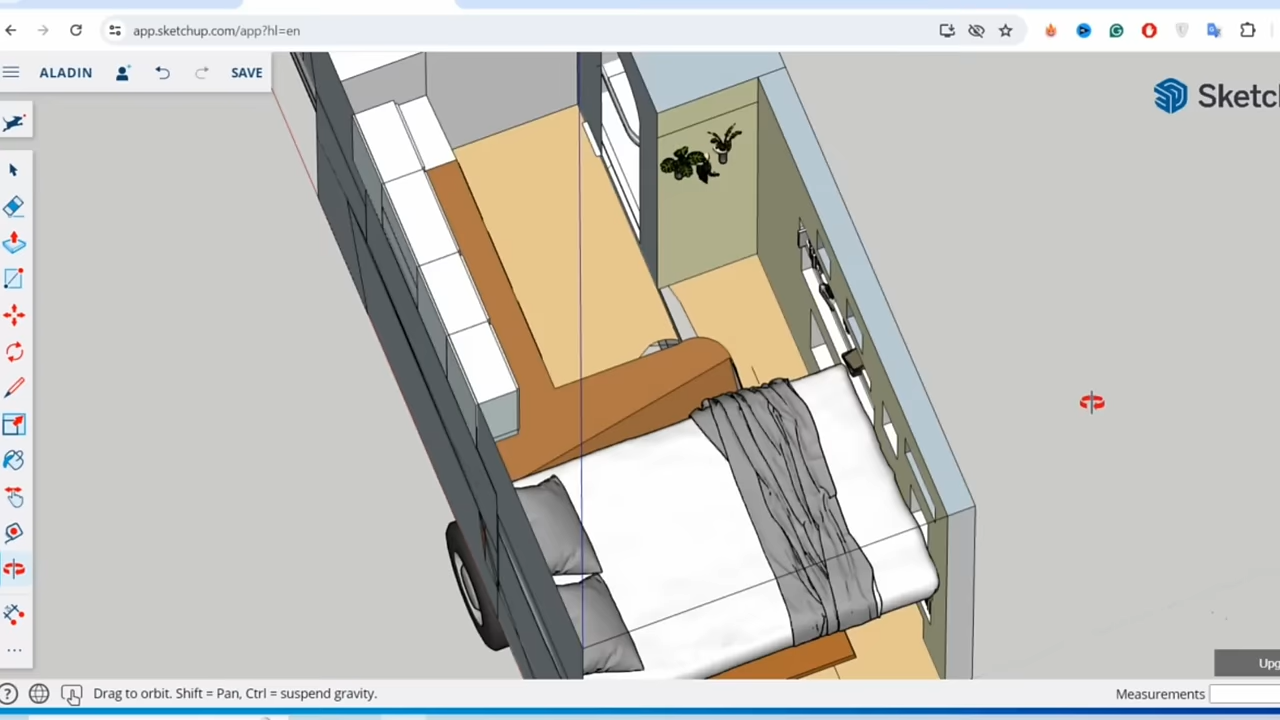 app.sketchup.com/app?hl=en
ALADIN
SAVE
Sketc
Drag to orbit. Shift = Pan, Ctrl = suspend gravity.
Measurements
Upg